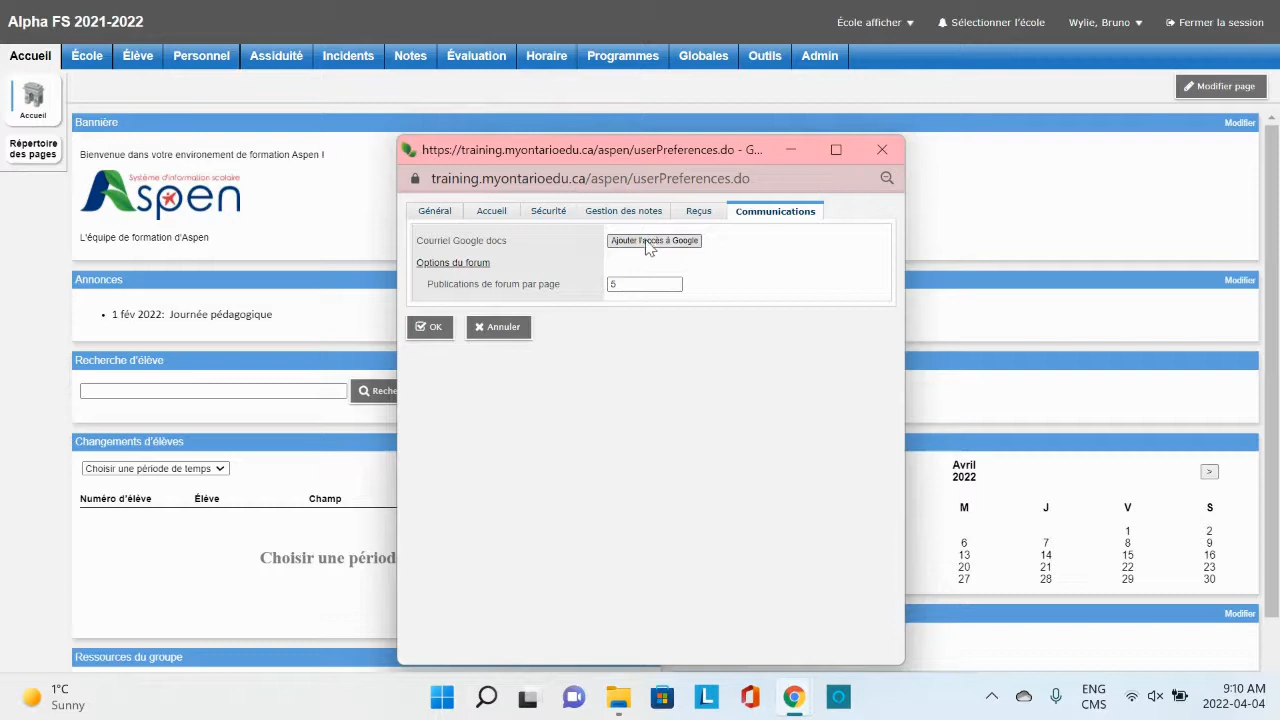 Alpha FS 2021-2022
École afficher
Sélectionner l'école
Wylie, Bruno
Fermer la session
Accueil École Élève Personnel Assiduité Incidents Notes Évaluation Horaire Programmes Globales Outils Admin
Accueil
Répertoire
des pages
Modifier page
Bannière
Modifier
Bienvenue dans votre environement de formation Aspen !
Système d'information scolaire
Aspen
L'équipe de formation d'Aspen
Annonces
Modifier
1 fév 2022: Journée pédagogique
Recherche d'élève
Reche
Changements d'élèves
Choisir une période de temps
Numéro d'élève Élève Champ
Choisir une périod
Ressources du groupe
https://training.myontarioedu.ca/aspen/userPreferences.do - G...
training.myontarioedu.ca/aspen/userPreferences.do
Général Accueil Sécurité Gestion des notes Reçus Communications
Courriel Google docs
Ajouter l'accès à Google
Options du forum
Publications de forum par page
5
OK
Annuler
Avril
2022
>
M J V S
1 2
6 7 8 9
13 14 15 16
20 21 22 23
27 28 29 30
Modifier
1°C
Sunny
L
ENG
CMS
9:10 AM
2022-04-04